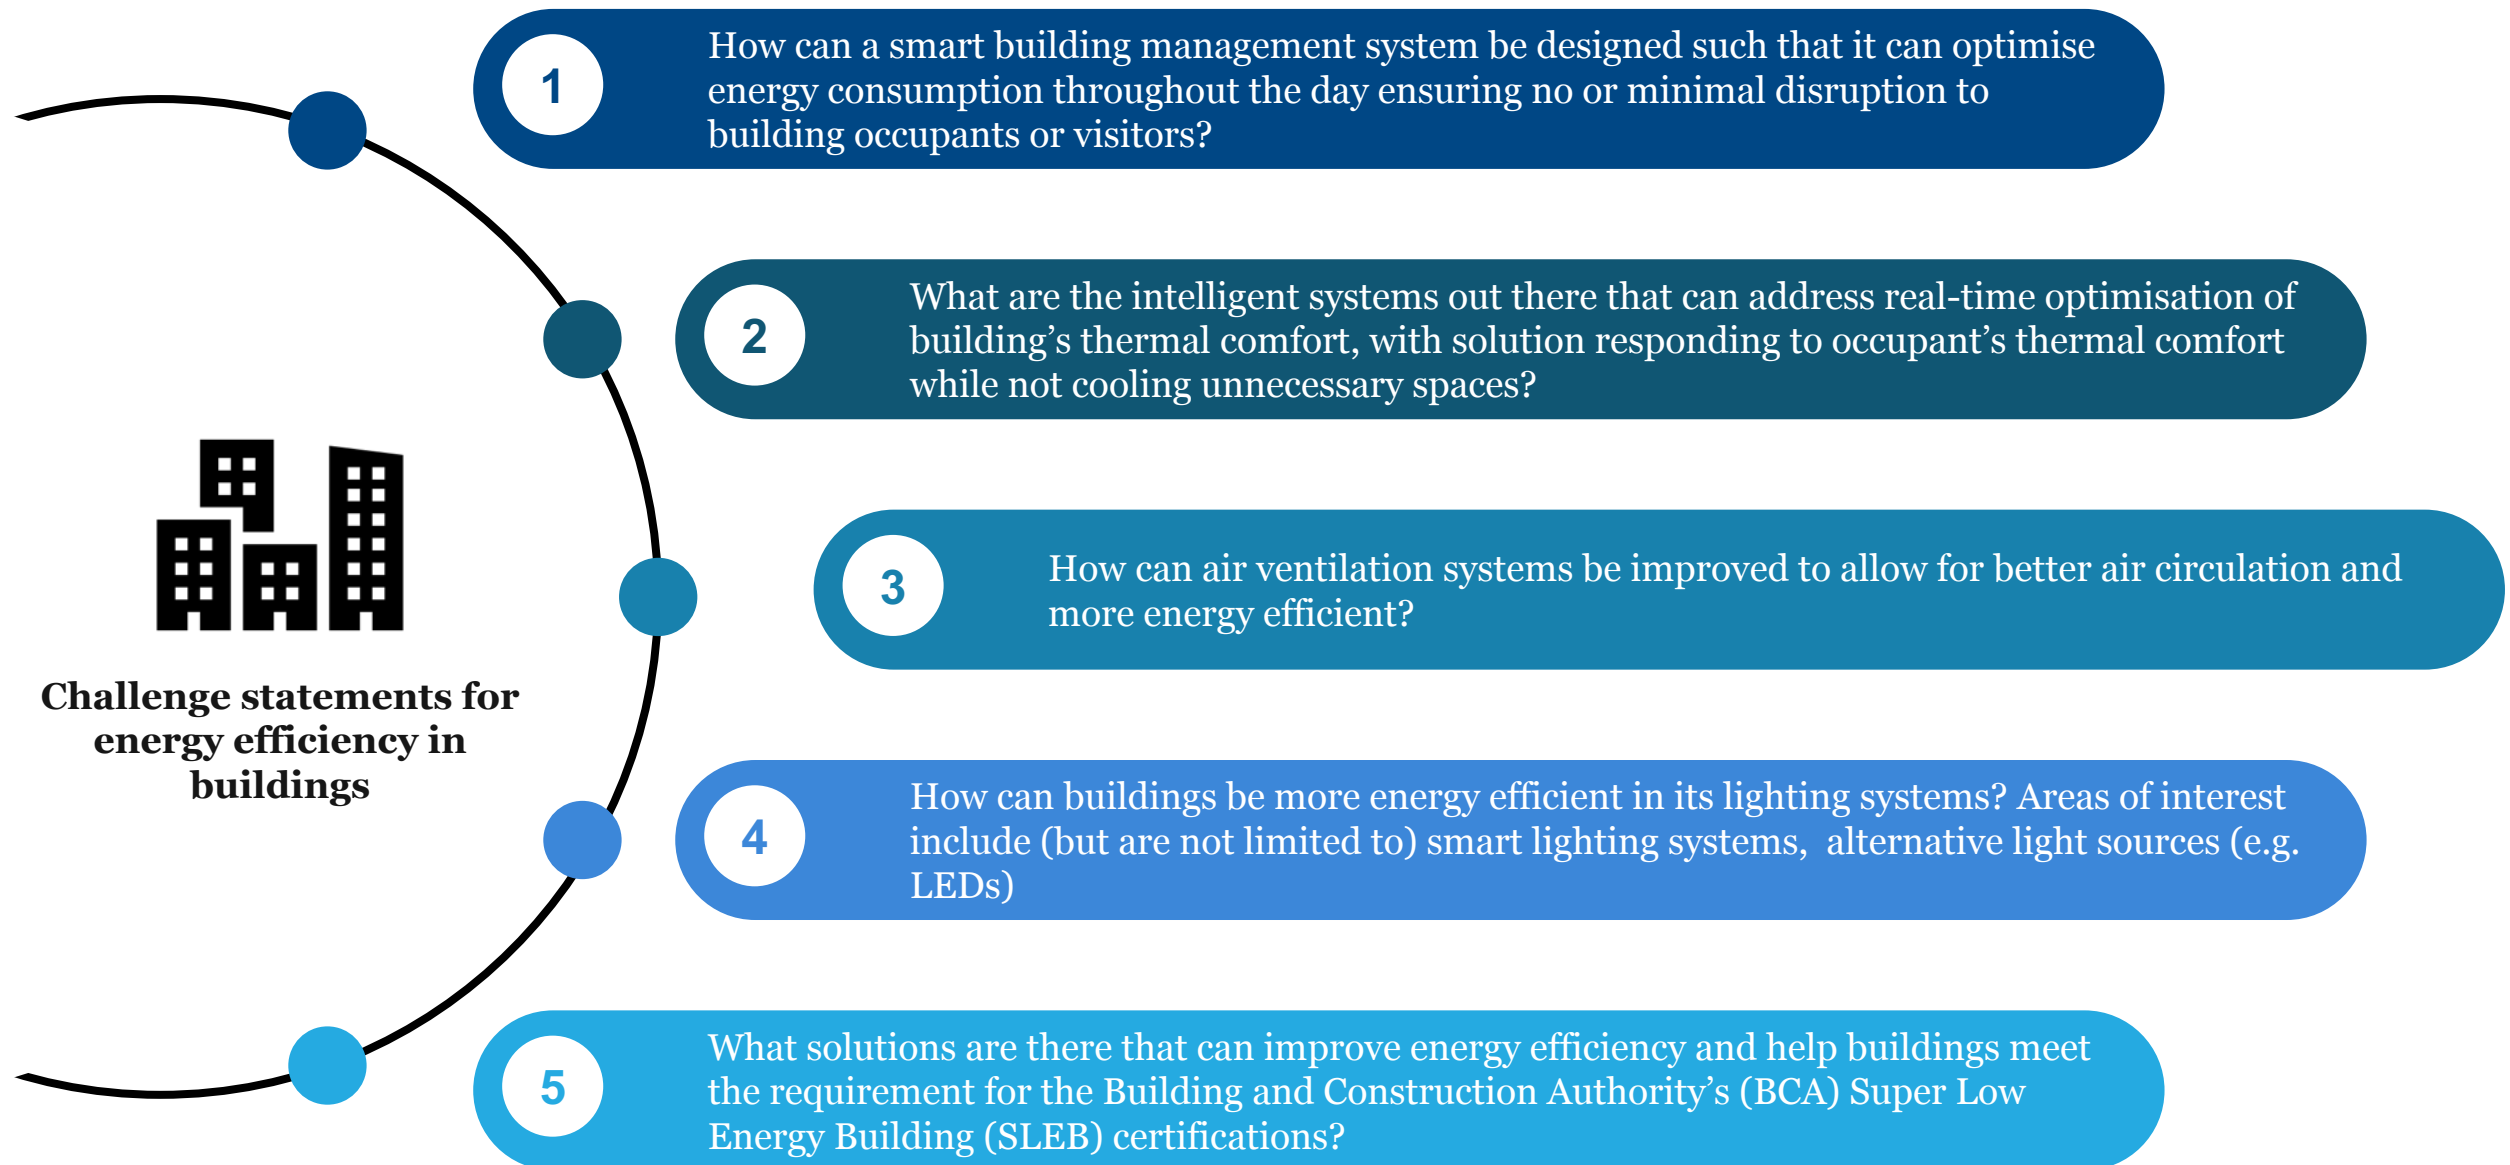 1
How can a smart building management system be designed such that it can optimise
energy consumption throughout the day ensuring no or minimal disruption to
building occupants or visitors?
2
What are the intelligent systems out there that can address real-time optimisation of
building’s thermal comfort, with solution responding to occupant’s thermal comfort
while not cooling unnecessary spaces?
3
How can air ventilation systems be improved to allow for better air circulation and
more energy efficient?
Challenge statements for
energy efficiency in
buildings
4
How can buildings be more energy efficient in its lighting systems? Areas of interest
include (but are not limited to) smart lighting systems,  alternative light sources (e.g.
LEDs)
5
What solutions are there that can improve energy efficiency and help buildings meet
the requirement for the Building and Construction Authority’s (BCA) Super Low
Energy Building (SLEB) certifications?